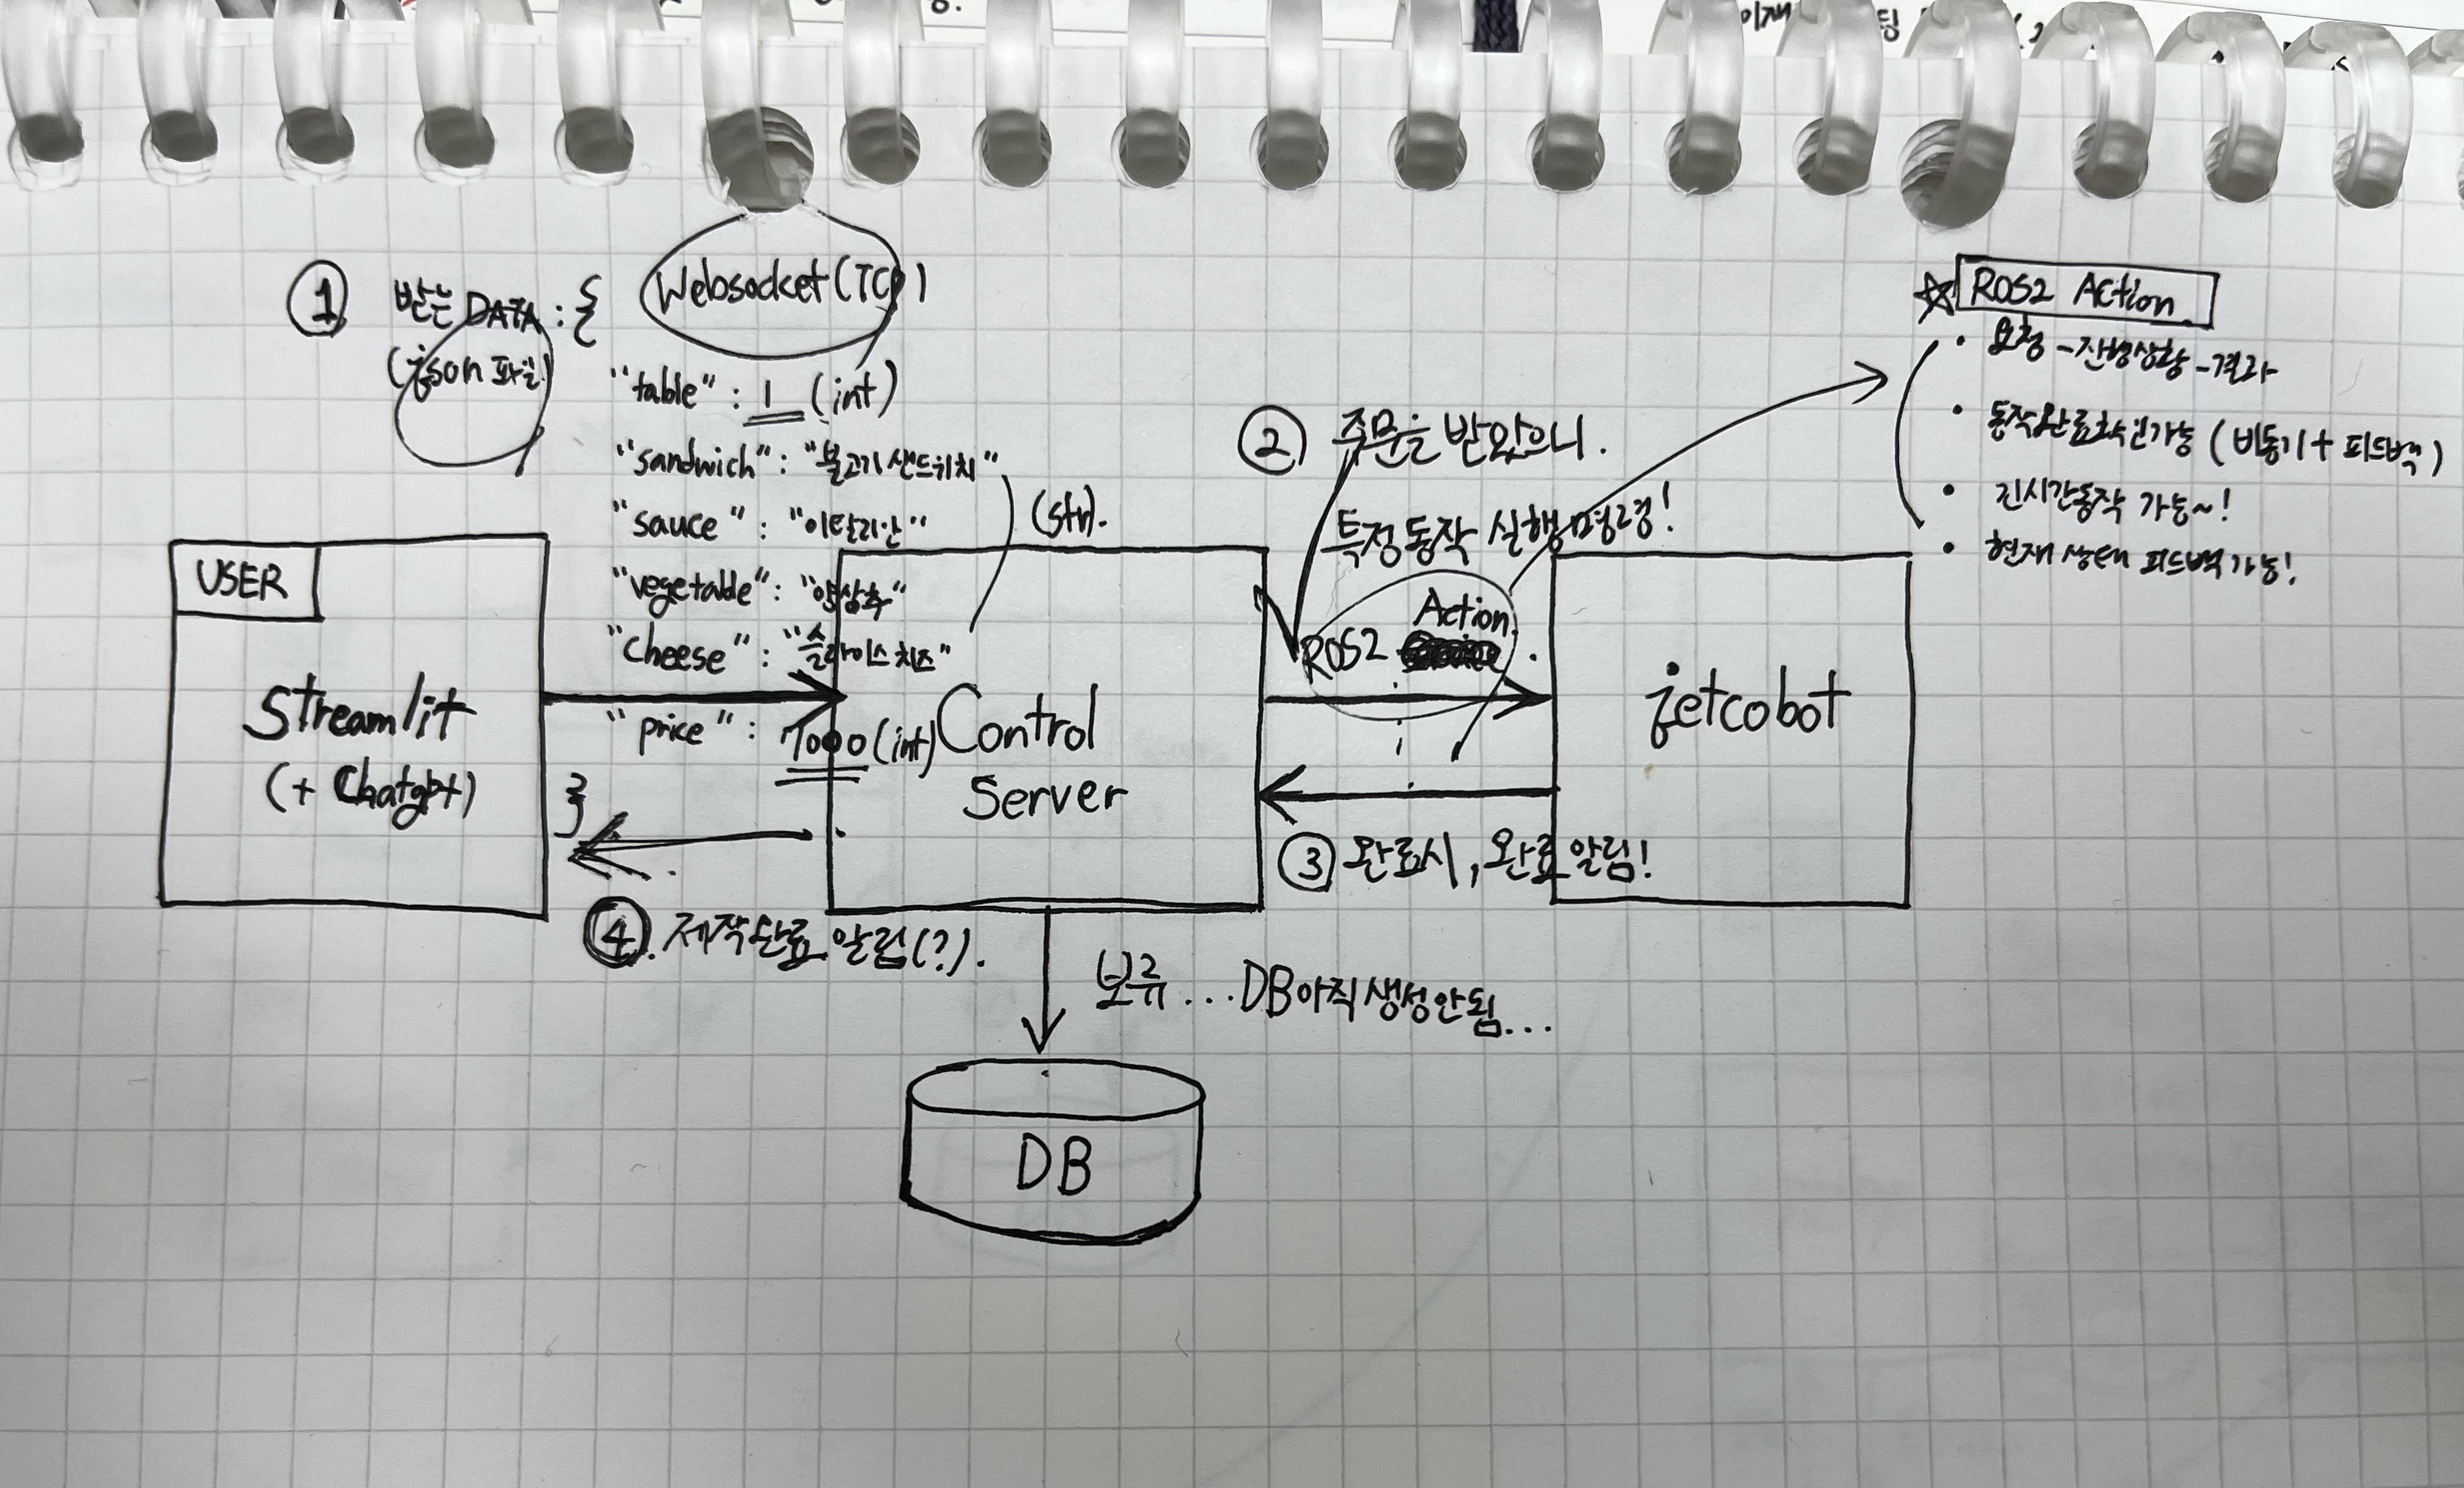 ① 받는 DATA : {
(json 파일)
Websocket (TCP)
"table" : 1 (int)
"sandwich" : "불고기 샌드위치"
"sauce" : "이탈리안"
(str).
"vegetable" : "양상추"
"cheese" : "슬라이스 치즈"
"price" : 7000 (int)
}
USER
Streamlit
(+ Chatgpt)
Control
Server
② 주문을 받았으니.
특정 동작 실행 명령!
Action
ROS2 .
jetcobot
③ 완료시, 완료 알림!
④. 제작완료 알림(?).
보류 ... DB 아직 생성안됨...
DB
☆ ROS2 Action
• 요청 - 진행상황 - 결과
• 동작완료확인가능 (비동기 + 피드백)
• 긴시간동작 가능~!
• 현재 상태 피드백 가능!